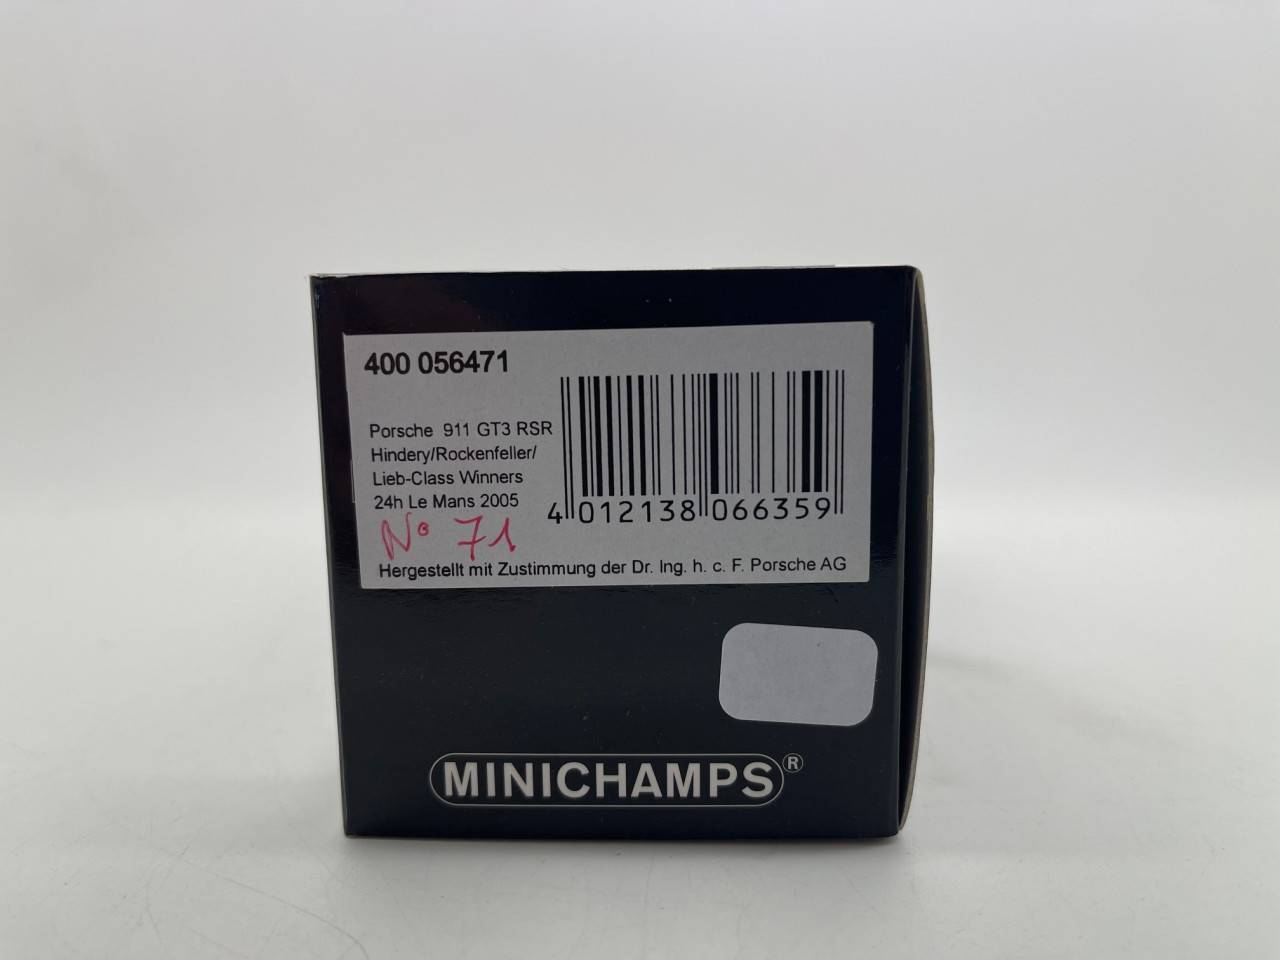 400 056471
Porsche 911 GT3 RSR
Hindery/Rockenfeller/
Lieb-Class Winners
24h Le Mans 2005
N° 71
4 012138 066359
Hergestellt mit Zustimmung der Dr. Ing. h. c. F. Porsche AG
MINICHAMPS®